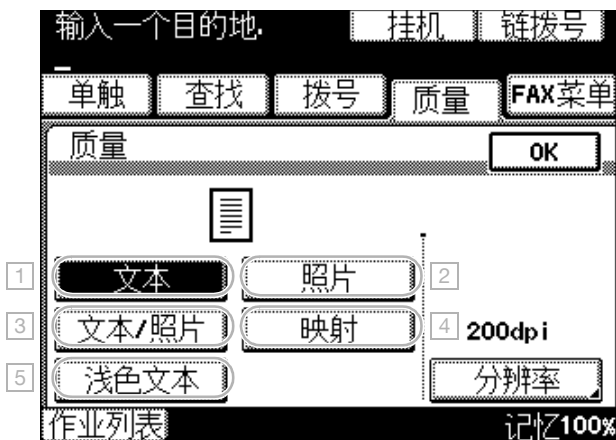 输入一个目的地. 挂机 链拨号
单触 查找 拨号 质量 FAX菜单
质量 OK
1 文本 照片 2
3 文本/照片 映射 4 200dpi
5 浅色文本 分辨率
作业列表 记忆100%